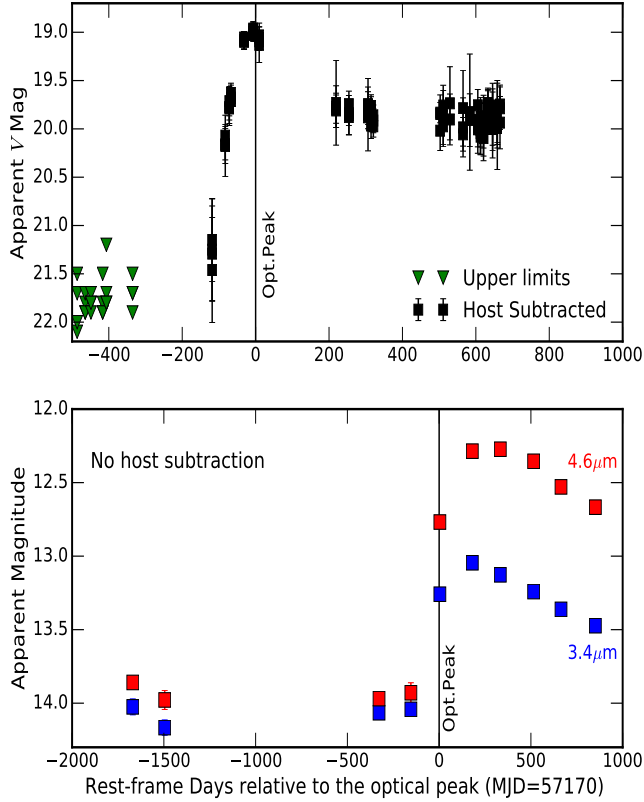 19.0
19.5
20.0
20.5
21.0
21.5
22.0
Apparent V Mag
Opt.Peak
Upper limits
Host Subtracted
−400 −200 0 200 400 600 800 1000
12.0
12.5
13.0
13.5
14.0
Apparent Magnitude
No host subtraction
4.6μm
3.4μm
Opt.Peak
−2000 −1500 −1000 −500 0 500 1000
Rest-frame Days relative to the optical peak (MJD=57170)